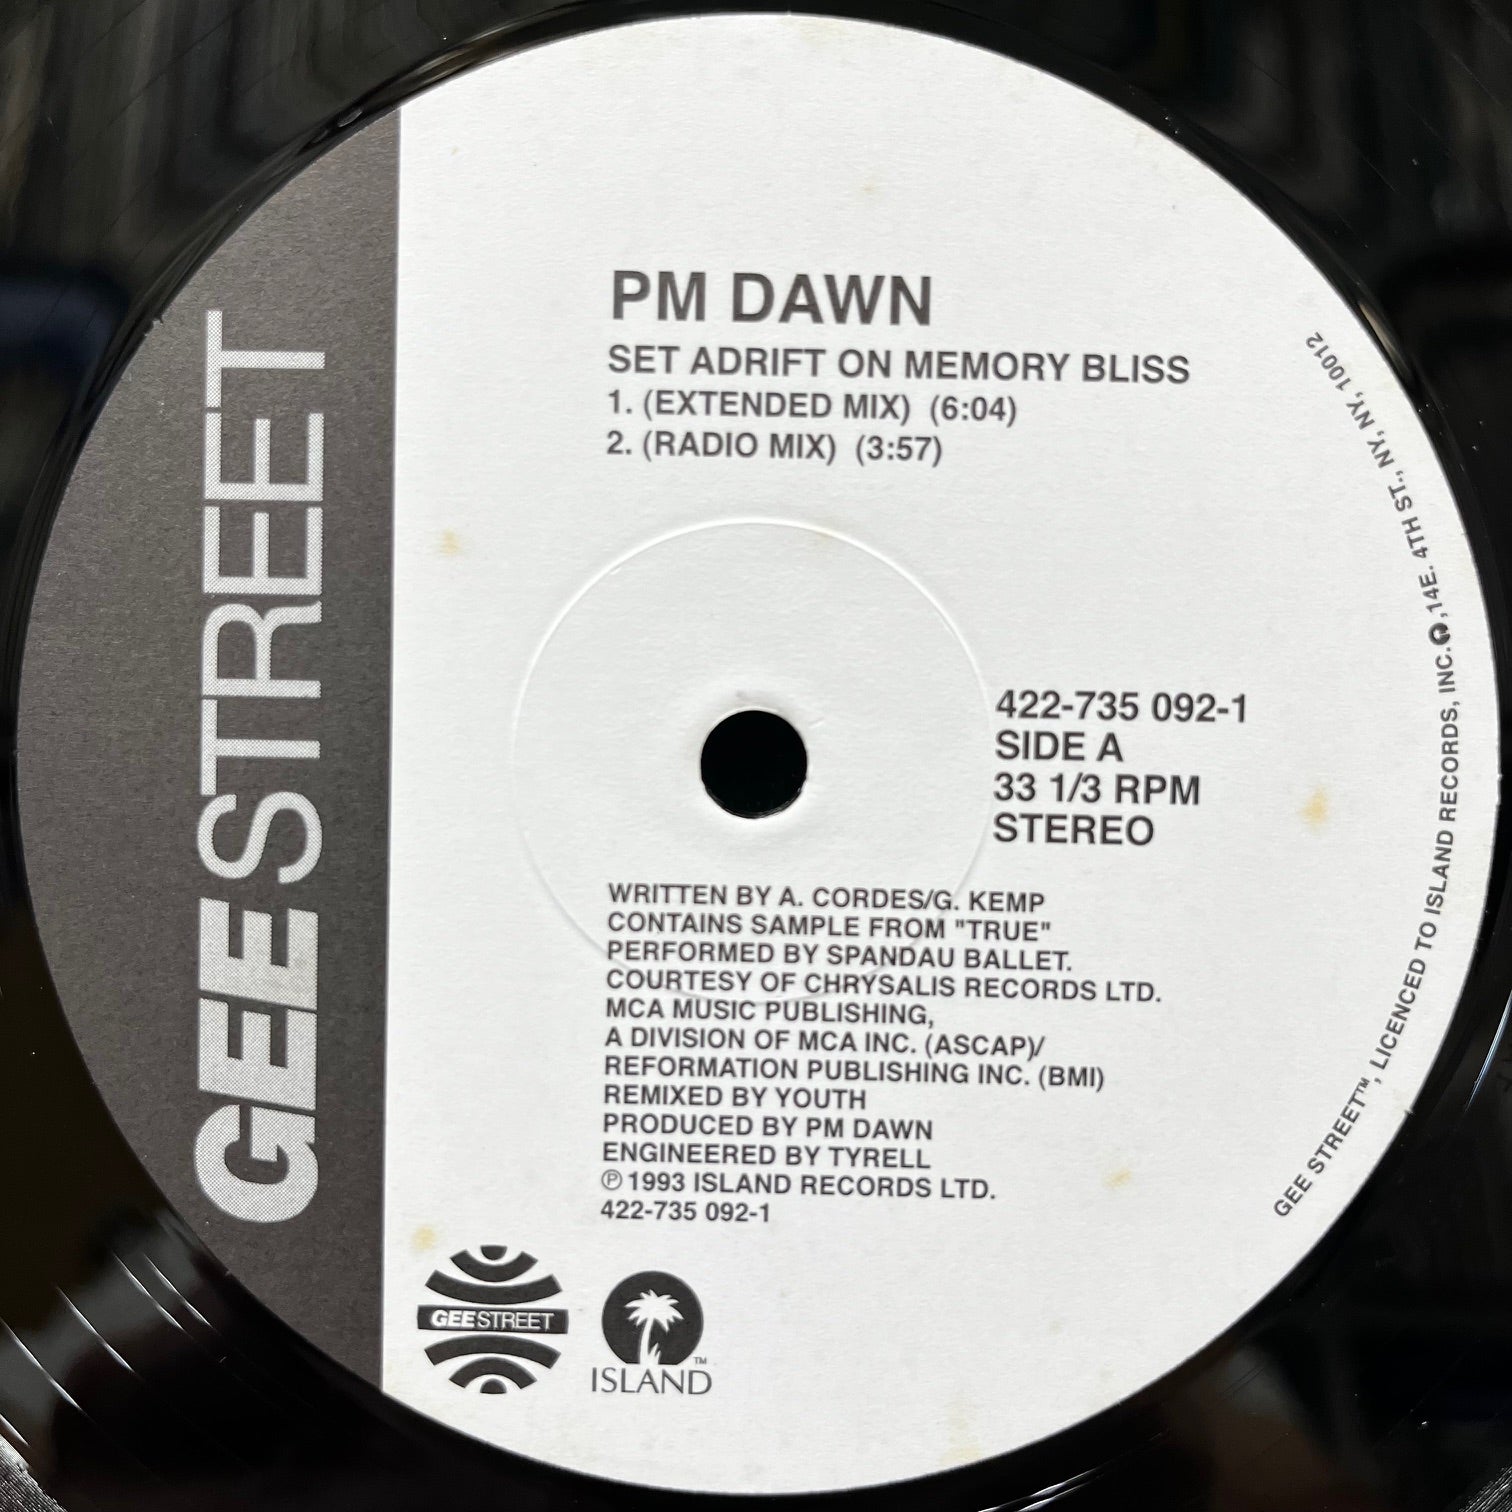 GEE STREET
PM DAWN
SET ADRIFT ON MEMORY BLISS
1. (EXTENDED MIX) (6:04)
2. (RADIO MIX) (3:57)
422-735 092-1
SIDE A
33 1/3 RPM
STEREO
WRITTEN BY A. CORDES/G. KEMP
CONTAINS SAMPLE FROM "TRUE"
PERFORMED BY SPANDAU BALLET.
COURTESY OF CHRYSALIS RECORDS LTD.
MCA MUSIC PUBLISHING,
A DIVISION OF MCA INC. (ASCAP)/
REFORMATION PUBLISHING INC. (BMI)
REMIXED BY YOUTH
PRODUCED BY PM DAWN
ENGINEERED BY TYRELL
℗ 1993 ISLAND RECORDS LTD.
422-735 092-1
GEESTREET
ISLAND™
GEE STREET™, LICENCED TO ISLAND RECORDS, INC. ,14E. 4TH ST., NY, NY, 10012